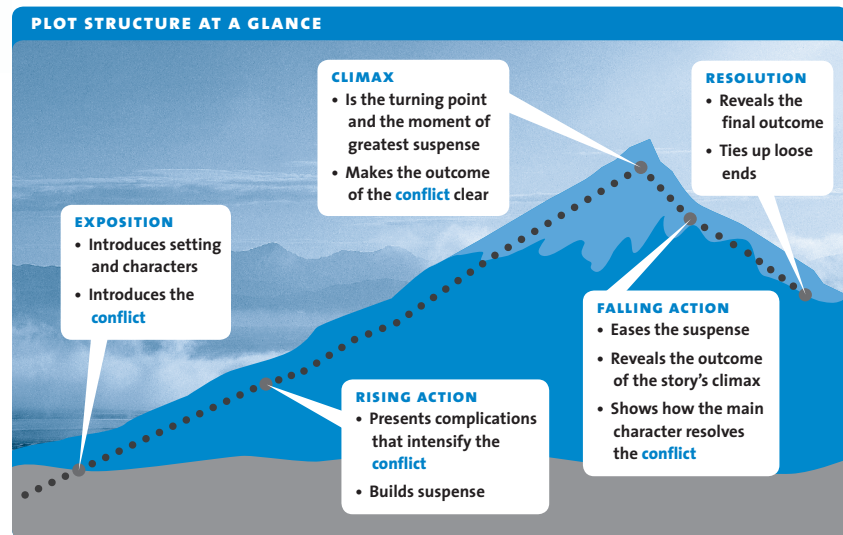 PLOT STRUCTURE AT A GLANCE
EXPOSITION
• Introduces setting
and characters
• Introduces the
conflict
RISING ACTION
• Presents complications
that intensify the
conflict
• Builds suspense
CLIMAX
• Is the turning point
and the moment of
greatest suspense
• Makes the outcome
of the conflict clear
FALLING ACTION
• Eases the suspense
• Reveals the outcome
of the story’s climax
• Shows how the main
character resolves
the conflict
RESOLUTION
• Reveals the
final outcome
• Ties up loose
ends